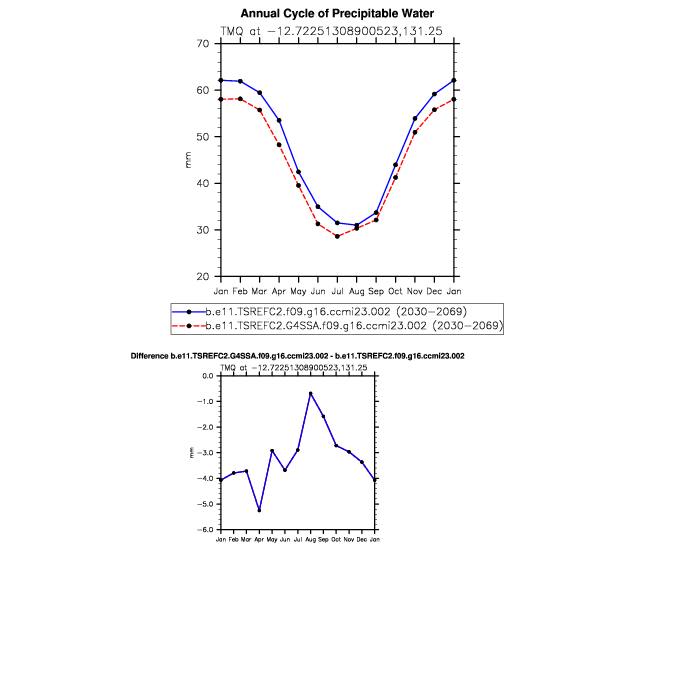 Annual Cycle of Precipitable Water
TMQ at −12.72251308900523,131.25
70
60
50
40
30
20
mm
Jan Feb Mar Apr May Jun Jul Aug Sep Oct Nov Dec Jan
b.e11.TSREFC2.f09.g16.ccmi23.002 (2030−2069)
b.e11.TSREFC2.G4SSA.f09.g16.ccmi23.002 (2030−2069)
Difference b.e11.TSREFC2.G4SSA.f09.g16.ccmi23.002 - b.e11.TSREFC2.f09.g16.ccmi23.002
TMQ at −12.72251308900523,131.25
0.0
−1.0
−2.0
−3.0
−4.0
−5.0
−6.0
mm
Jan Feb Mar Apr May Jun Jul Aug Sep Oct Nov Dec Jan